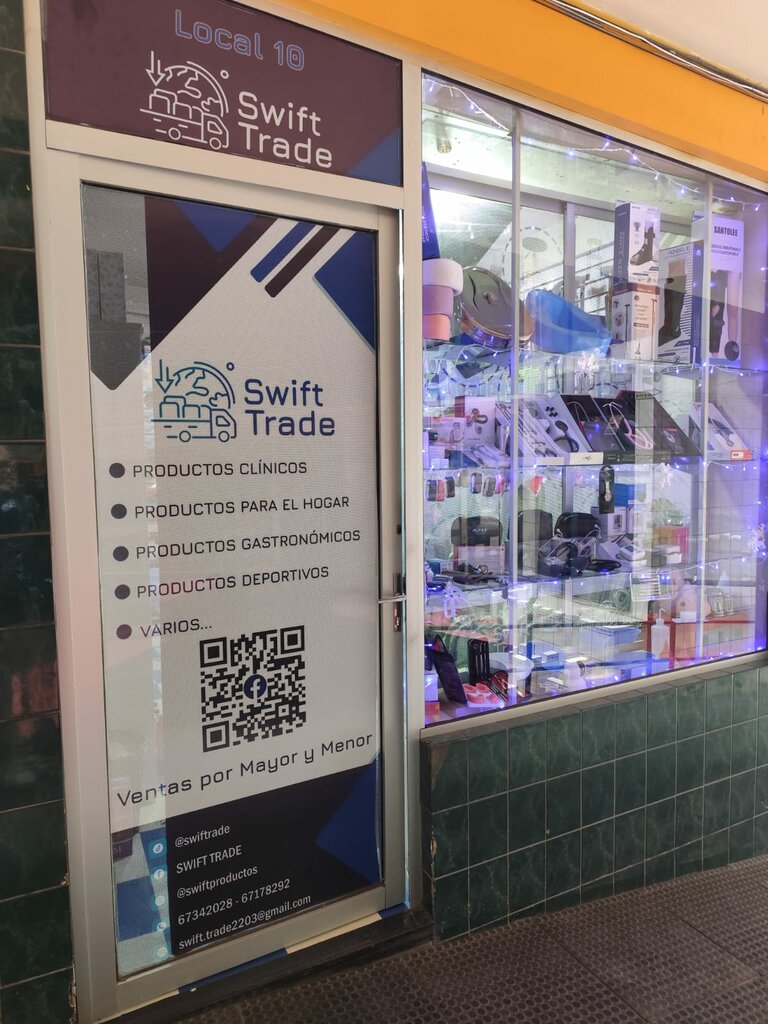 Local 10
Swift
Trade
Swift
Trade
PRODUCTOS CLÍNICOS
PRODUCTOS PARA EL HOGAR
PRODUCTOS GASTRONÓMICOS
PRODUCTOS DEPORTIVOS
VARIOS...
Ventas por Mayor y Menor
@swiftrade
SWIFT TRADE
@swiftproductos
67342028 - 67178292
swift.trade2203@gmail.com
SANTOLEE